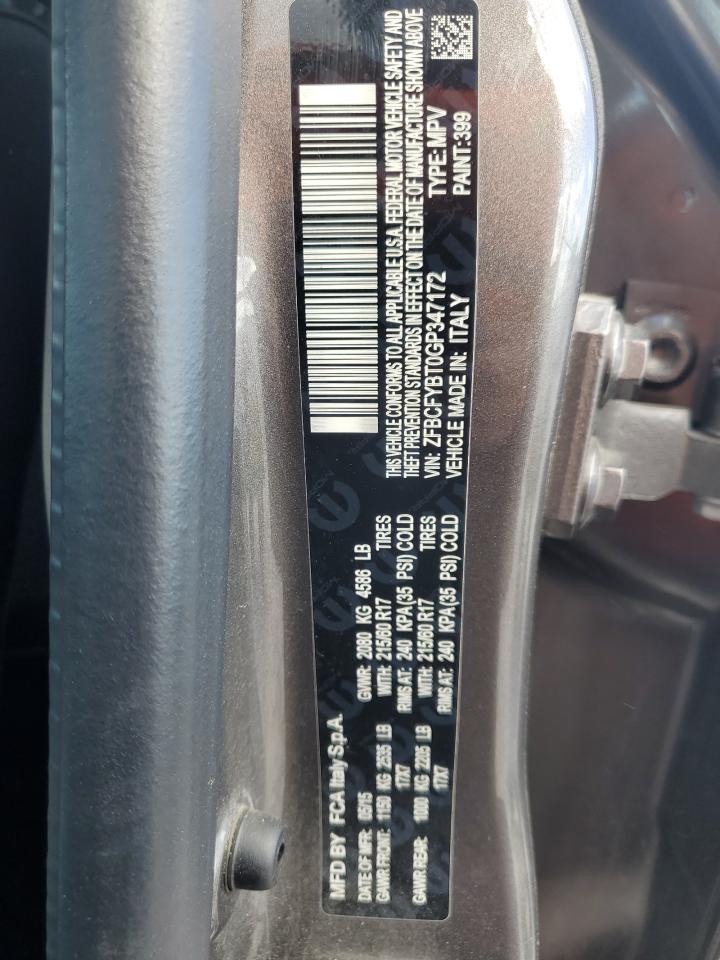 MFD BY FCA Italy S.p.A.
DATE OF MFR: 05/15 GVWR: 2080 KG 4586 LB
GAWR FRONT: 1150 KG 2535 LB WITH: 215/60 R17 TIRES
17X7 RIMS AT: 240 KPA(35 PSI) COLD
GAWR REAR: 1000 KG 2205 LB WITH: 215/60 R17 TIRES
17X7 RIMS AT: 240 KPA(35 PSI) COLD
THIS VEHICLE CONFORMS TO ALL APPLICABLE U.S.A. FEDERAL MOTOR VEHICLE SAFETY AND
THEFT PREVENTION STANDARDS IN EFFECT ON THE DATE OF MANUFACTURE SHOWN ABOVE
VIN: ZFBCFYBT0GP347172 TYPE: MPV
VEHICLE MADE IN: ITALY PAINT: 399